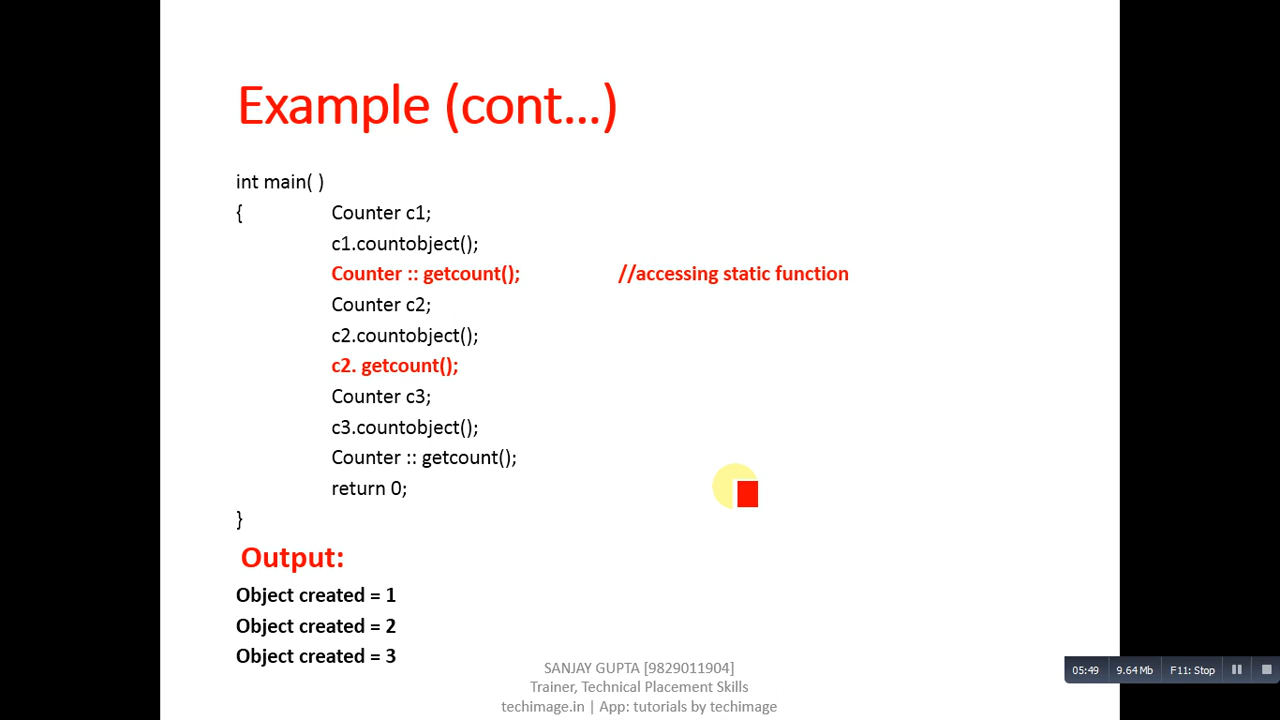 Example (cont...)
int main( )
{ Counter c1;
c1.countobject();
Counter :: getcount(); //accessing static function
Counter c2;
c2.countobject();
c2. getcount();
Counter c3;
c3.countobject();
Counter :: getcount();
return 0;
}
Output:
Object created = 1
Object created = 2
Object created = 3
SANJAY GUPTA [9829011904]
Trainer, Technical Placement Skills
techimage.in | App: tutorials by techimage
05:49 9.64 Mb F11: Stop